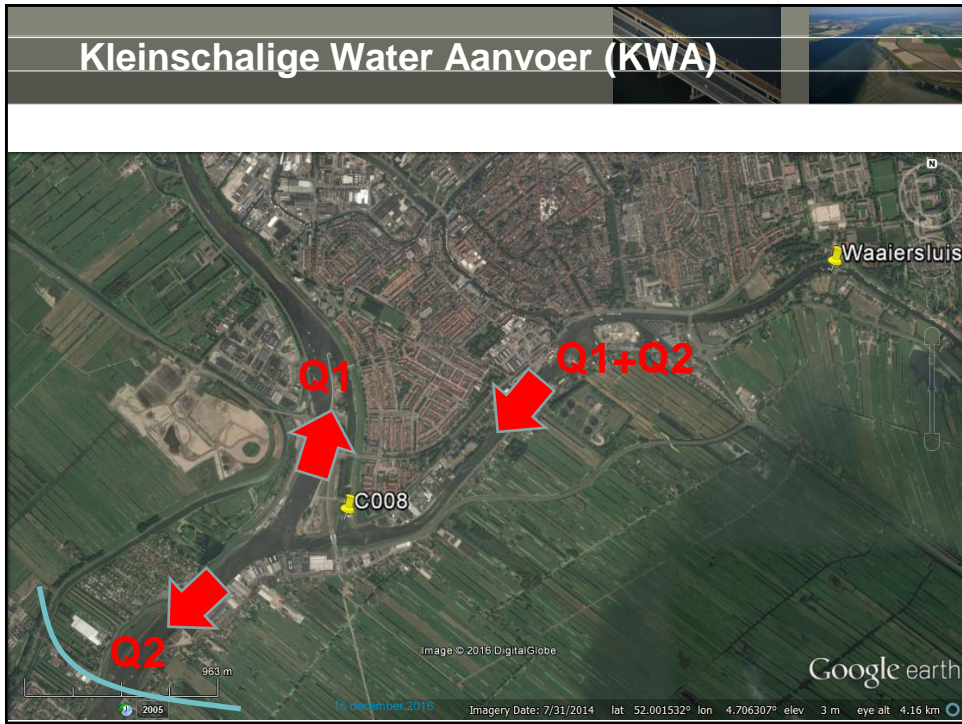 Kleinschalige Water Aanvoer (KWA)
N
Waaiersluis
Q1+Q2
Q1
C008
Q2
Image © 2016 DigitalGlobe
963 m
Google earth
2005
15 december 2016
Imagery Date: 7/31/2014 lat 52.001532° lon 4.706307° elev 3 m eye alt 4.16 km